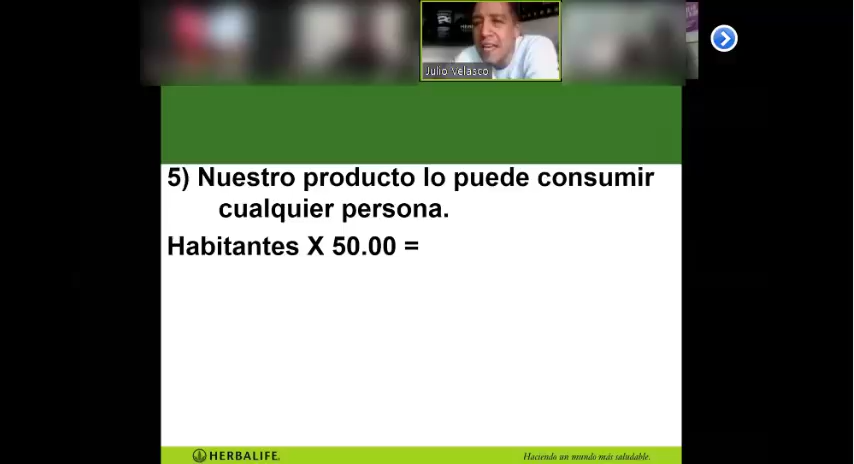 Julio Velasco
5) Nuestro producto lo puede consumir
cualquier persona.
Habitantes X 50.00 =
HERBALIFE.
Haciendo un mundo más saludable.